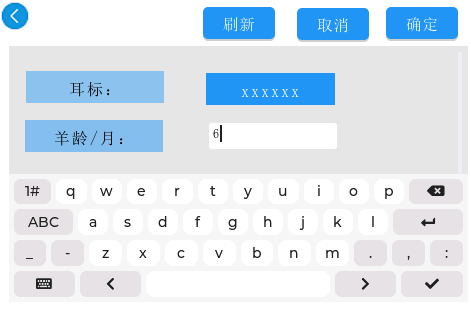 刷新 取消 确定
耳标: xxxxxx
羊龄/月: 6
1# q w e r t y u i o p
ABC a s d f g h j k l
_ - z x c v b n m . , :